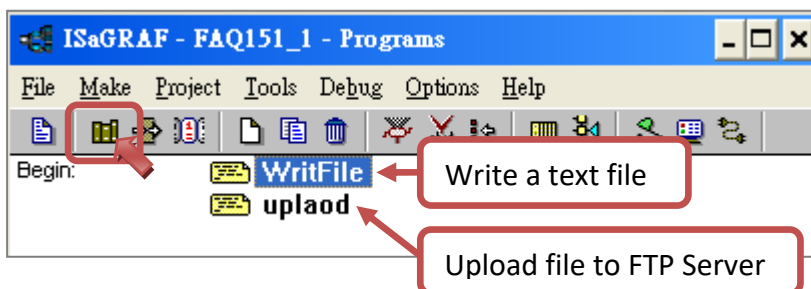 ISaGRAF - FAQ151_1 - Programs
File Make Project Tools Debug Options Help
Begin:
WritFile
Write a text file
uplaod
Upload file to FTP Server